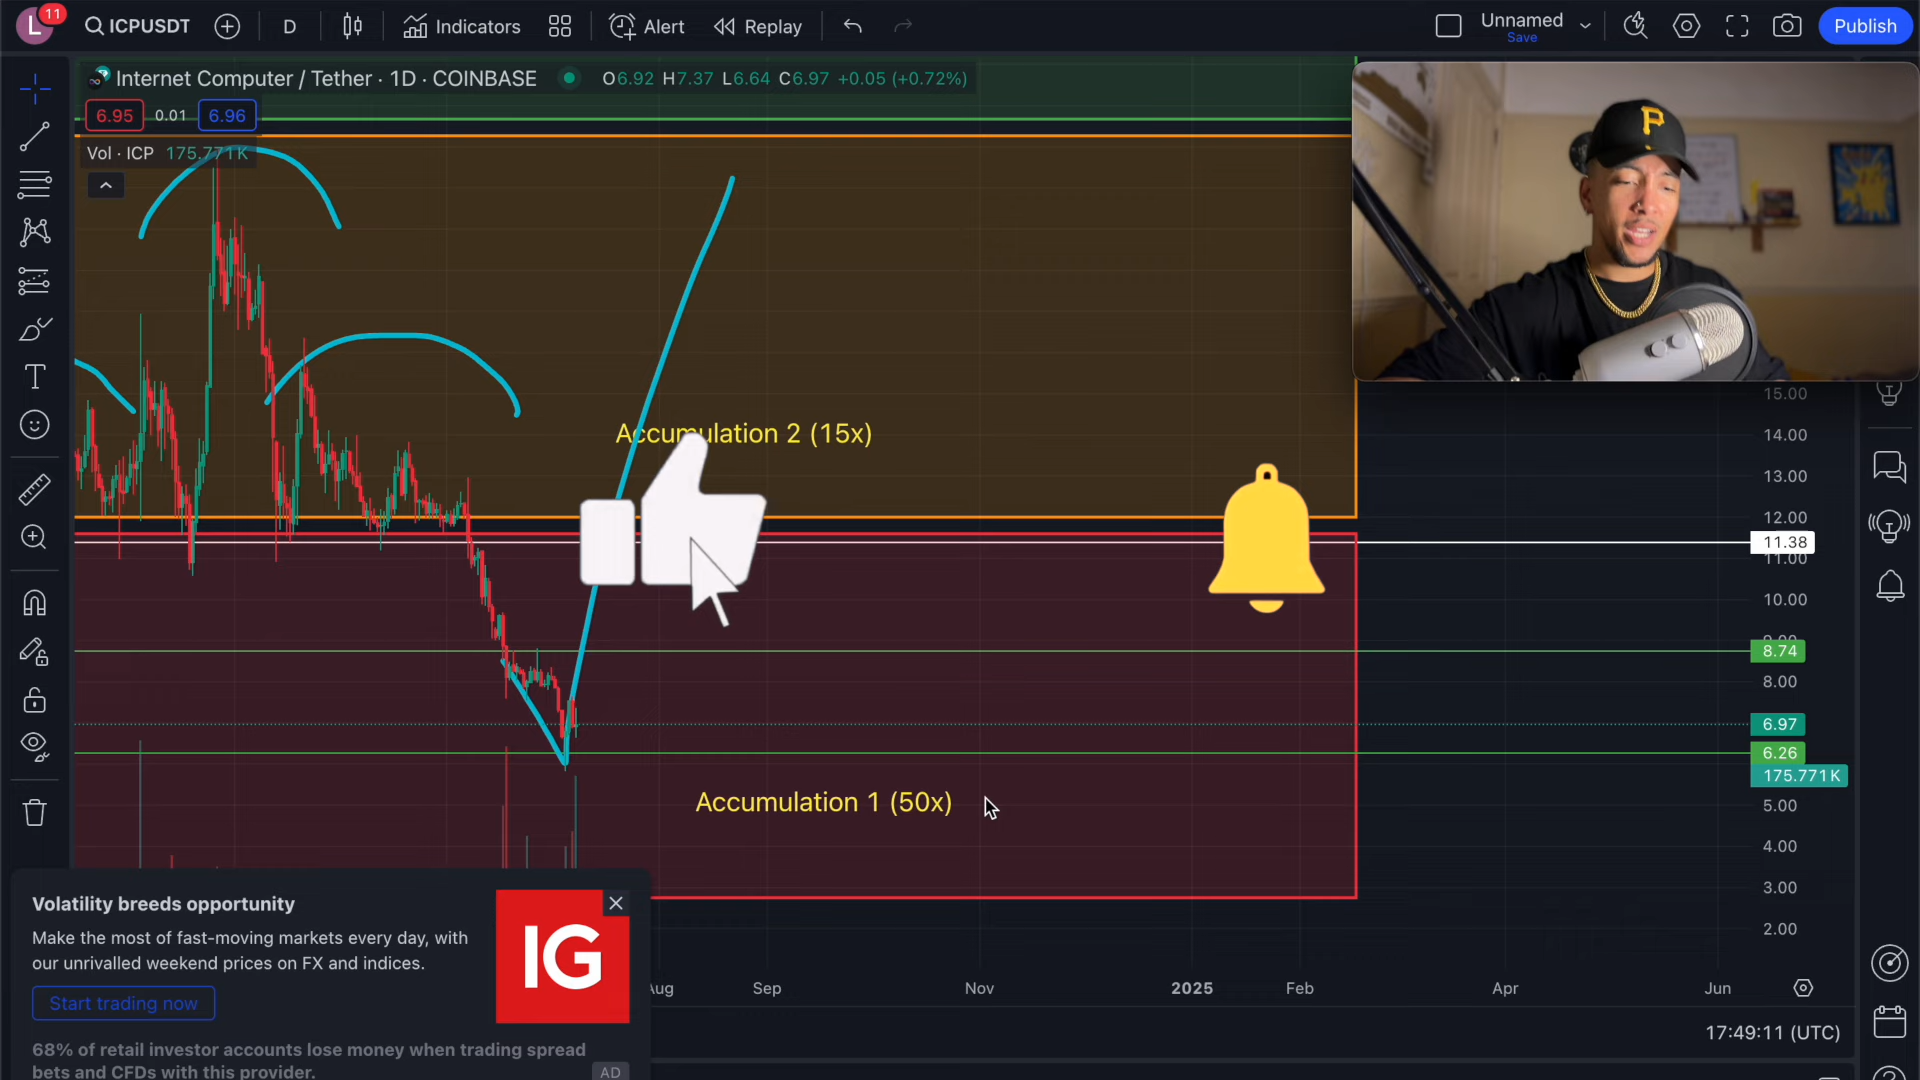 L
11
ICPUSDT
D
Indicators
Alert
Replay
Unnamed
Save
Publish
Internet Computer / Tether · 1D · COINBASE
O6.92 H7.37 L6.64 C6.97 +0.05 (+0.72%)
6.95
0.01
6.96
Vol · ICP 175.771K
P
Accumulation 2 (15x)
Accumulation 1 (50x)
15.00
14.00
13.00
12.00
11.38
11.00
10.00
9.00
8.74
8.00
6.97
6.26
175.771K
5.00
4.00
3.00
2.00
Volatility breeds opportunity
Make the most of fast-moving markets every day, with
our unrivalled weekend prices on FX and indices.
Start trading now
IG
68% of retail investor accounts lose money when trading spread
bets and CFDs with this provider.
AD
Aug
Sep
Nov
2025
Feb
Apr
Jun
17:49:11 (UTC)